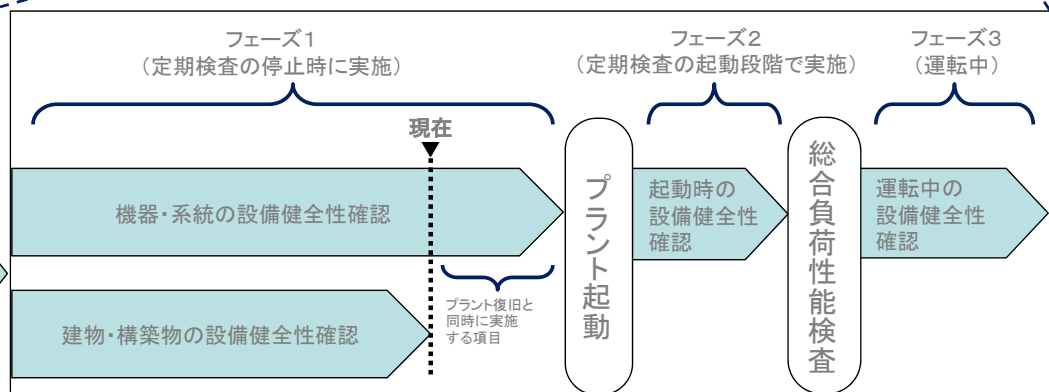 フェーズ1
(定期検査の停止時に実施)
フェーズ2
(定期検査の起動段階で実施)
フェーズ3
(運転中)
現在
機器・系統の設備健全性確認
プラント復旧と
同時に実施
する項目
建物・構築物の設備健全性確認
プラント起動
起動時の
設備健全性
確認
総合負荷性能検査
運転中の
設備健全性
確認